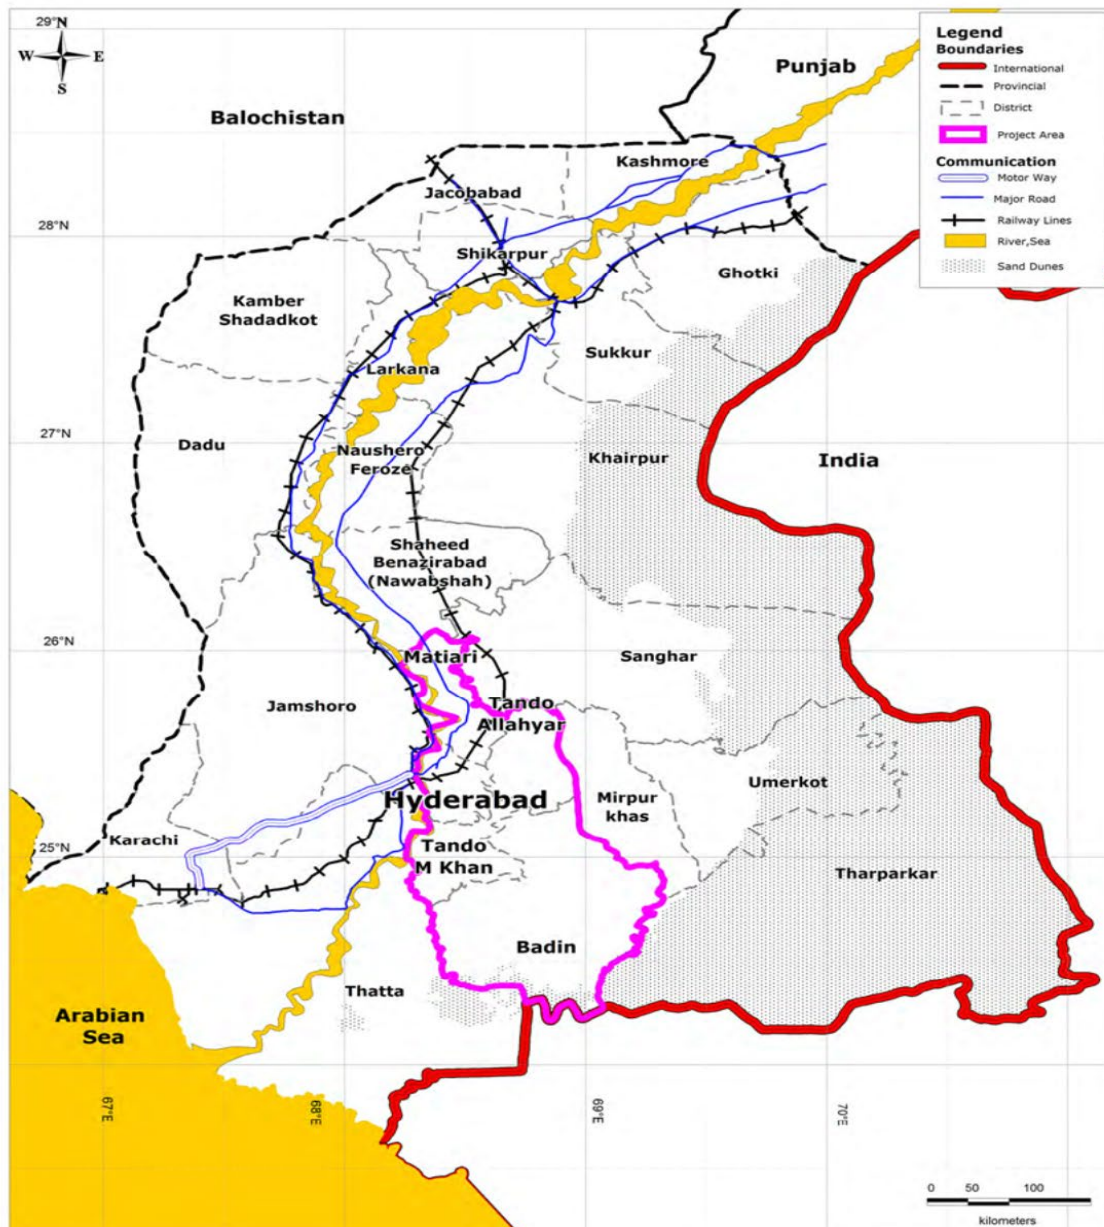 29°N
N
W E
S
Punjab
Balochistan
Kashmore
Jacobabad
28°N
Shikarpur
Ghotki
Kamber
Shadadkot
Sukkur
Larkana
27°N
Dadu
Naushero
Feroze
Khairpur
India
Shaheed
Benazirabad
(Nawabshah)
26°N
Matiari
Sanghar
Jamshoro
Tando
Allahyar
Umerkot
Hyderabad
Mirpur
khas
Karachi
25°N
Tando
M Khan
Tharparkar
Badin
Thatta
Arabian
Sea
67°E
68°E
69°E
70°E
Legend
Boundaries
International
Provincial
District
Project Area
Communication
Motor Way
Major Road
Railway Lines
River,Sea
Sand Dunes
0 50 100
kilometers